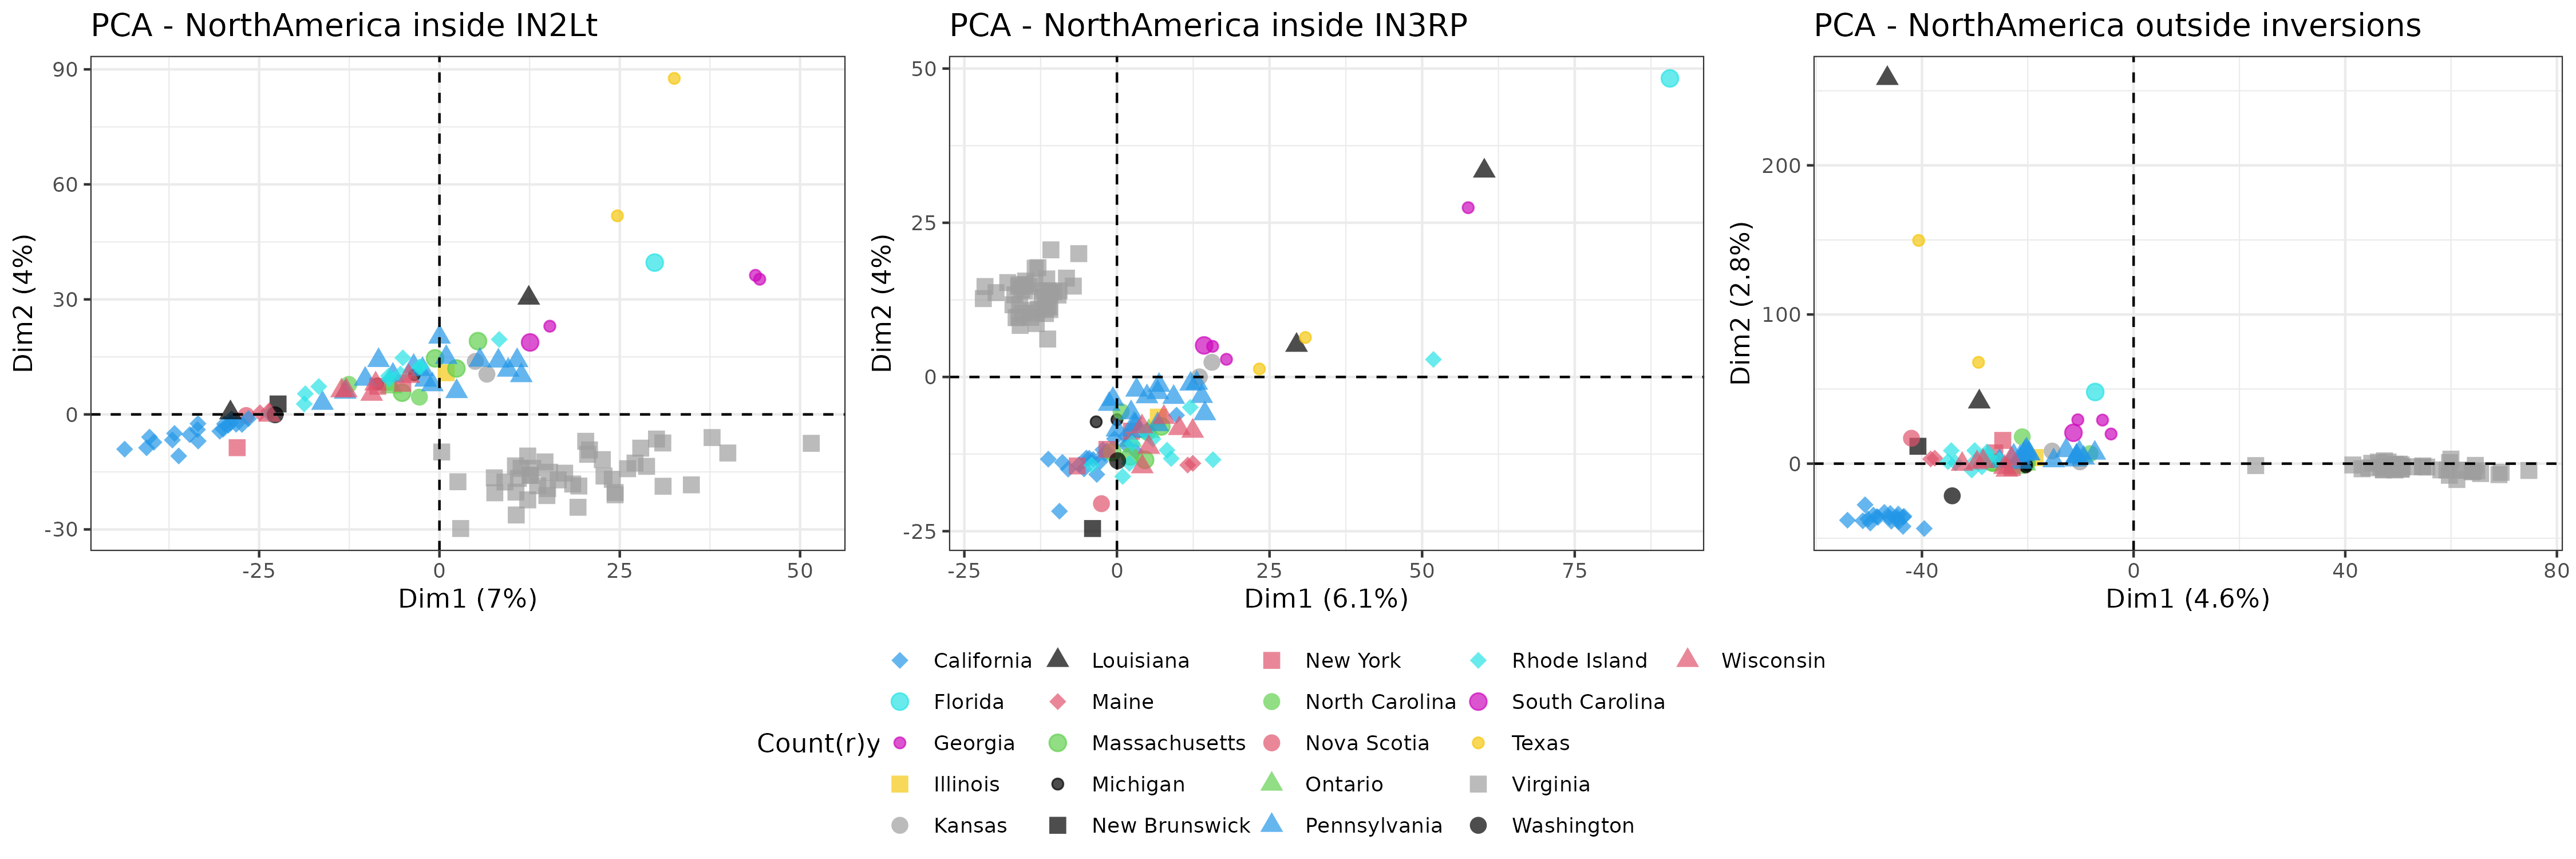 PCA - NorthAmerica inside IN2Lt
90
60
30
0
-30
Dim2 (4%)
-25
0
25
50
Dim1 (7%)
PCA - NorthAmerica inside IN3RP
50
25
0
-25
Dim2 (4%)
-25
0
25
50
75
Dim1 (6.1%)
PCA - NorthAmerica outside inversions
200
100
0
Dim2 (2.8%)
-40
0
40
80
Dim1 (4.6%)
Count(r)y
California
Florida
Georgia
Illinois
Kansas
Louisiana
Maine
Massachusetts
Michigan
New Brunswick
New York
North Carolina
Nova Scotia
Ontario
Pennsylvania
Rhode Island
South Carolina
Texas
Virginia
Washington
Wisconsin